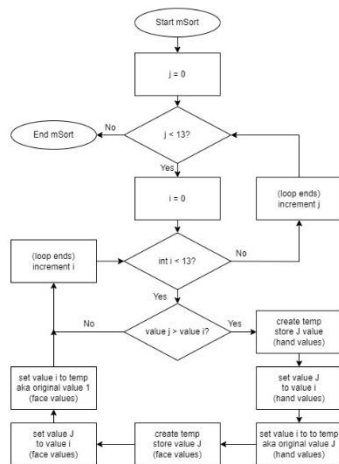 Start mSort
j = 0
j < 13?
No
End mSort
Yes
i = 0
(loop ends)
increment j
(loop ends)
increment i
int i < 13?
No
Yes
value j > value i?
No
Yes
create temp
store J value
(hand values)
set value J
to value i
(hand values)
set value i to to temp
aka original value J
(hand values)
create temp
store value J
(face values)
set value J
to value i
(face values)
set value i to temp
aka original value 1
(face values)